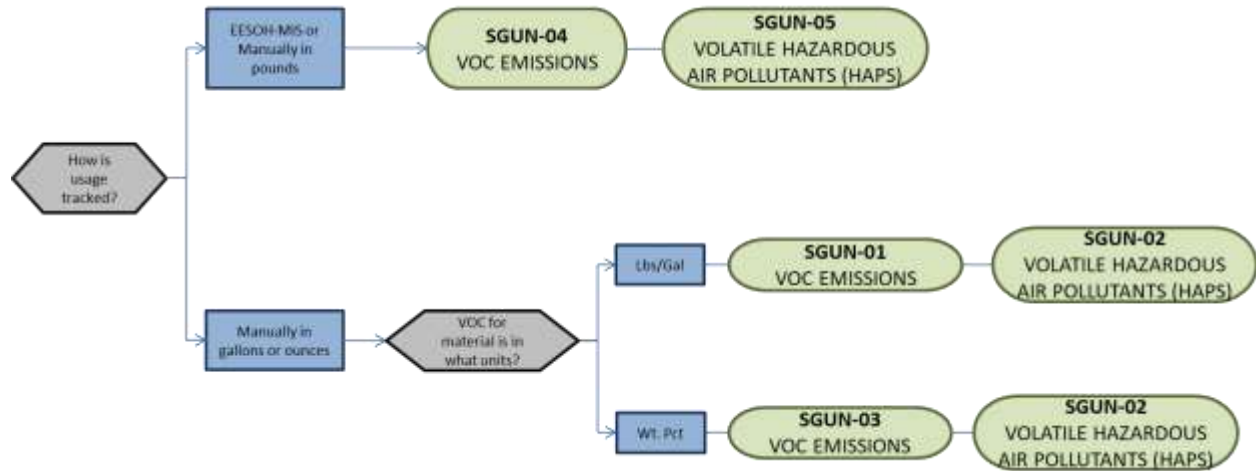 EESOH-MIS or
Manually in
pounds
SGUN-04
VOC EMISSIONS
SGUN-05
VOLATILE HAZARDOUS
AIR POLLUTANTS (HAPS)
How is
usage
tracked?
Lbs/Gal
SGUN-01
VOC EMISSIONS
SGUN-02
VOLATILE HAZARDOUS
AIR POLLUTANTS (HAPS)
Manually in
gallons or ounces
VOC for
material is in
what units?
Wt. Pct
SGUN-03
VOC EMISSIONS
SGUN-02
VOLATILE HAZARDOUS
AIR POLLUTANTS (HAPS)